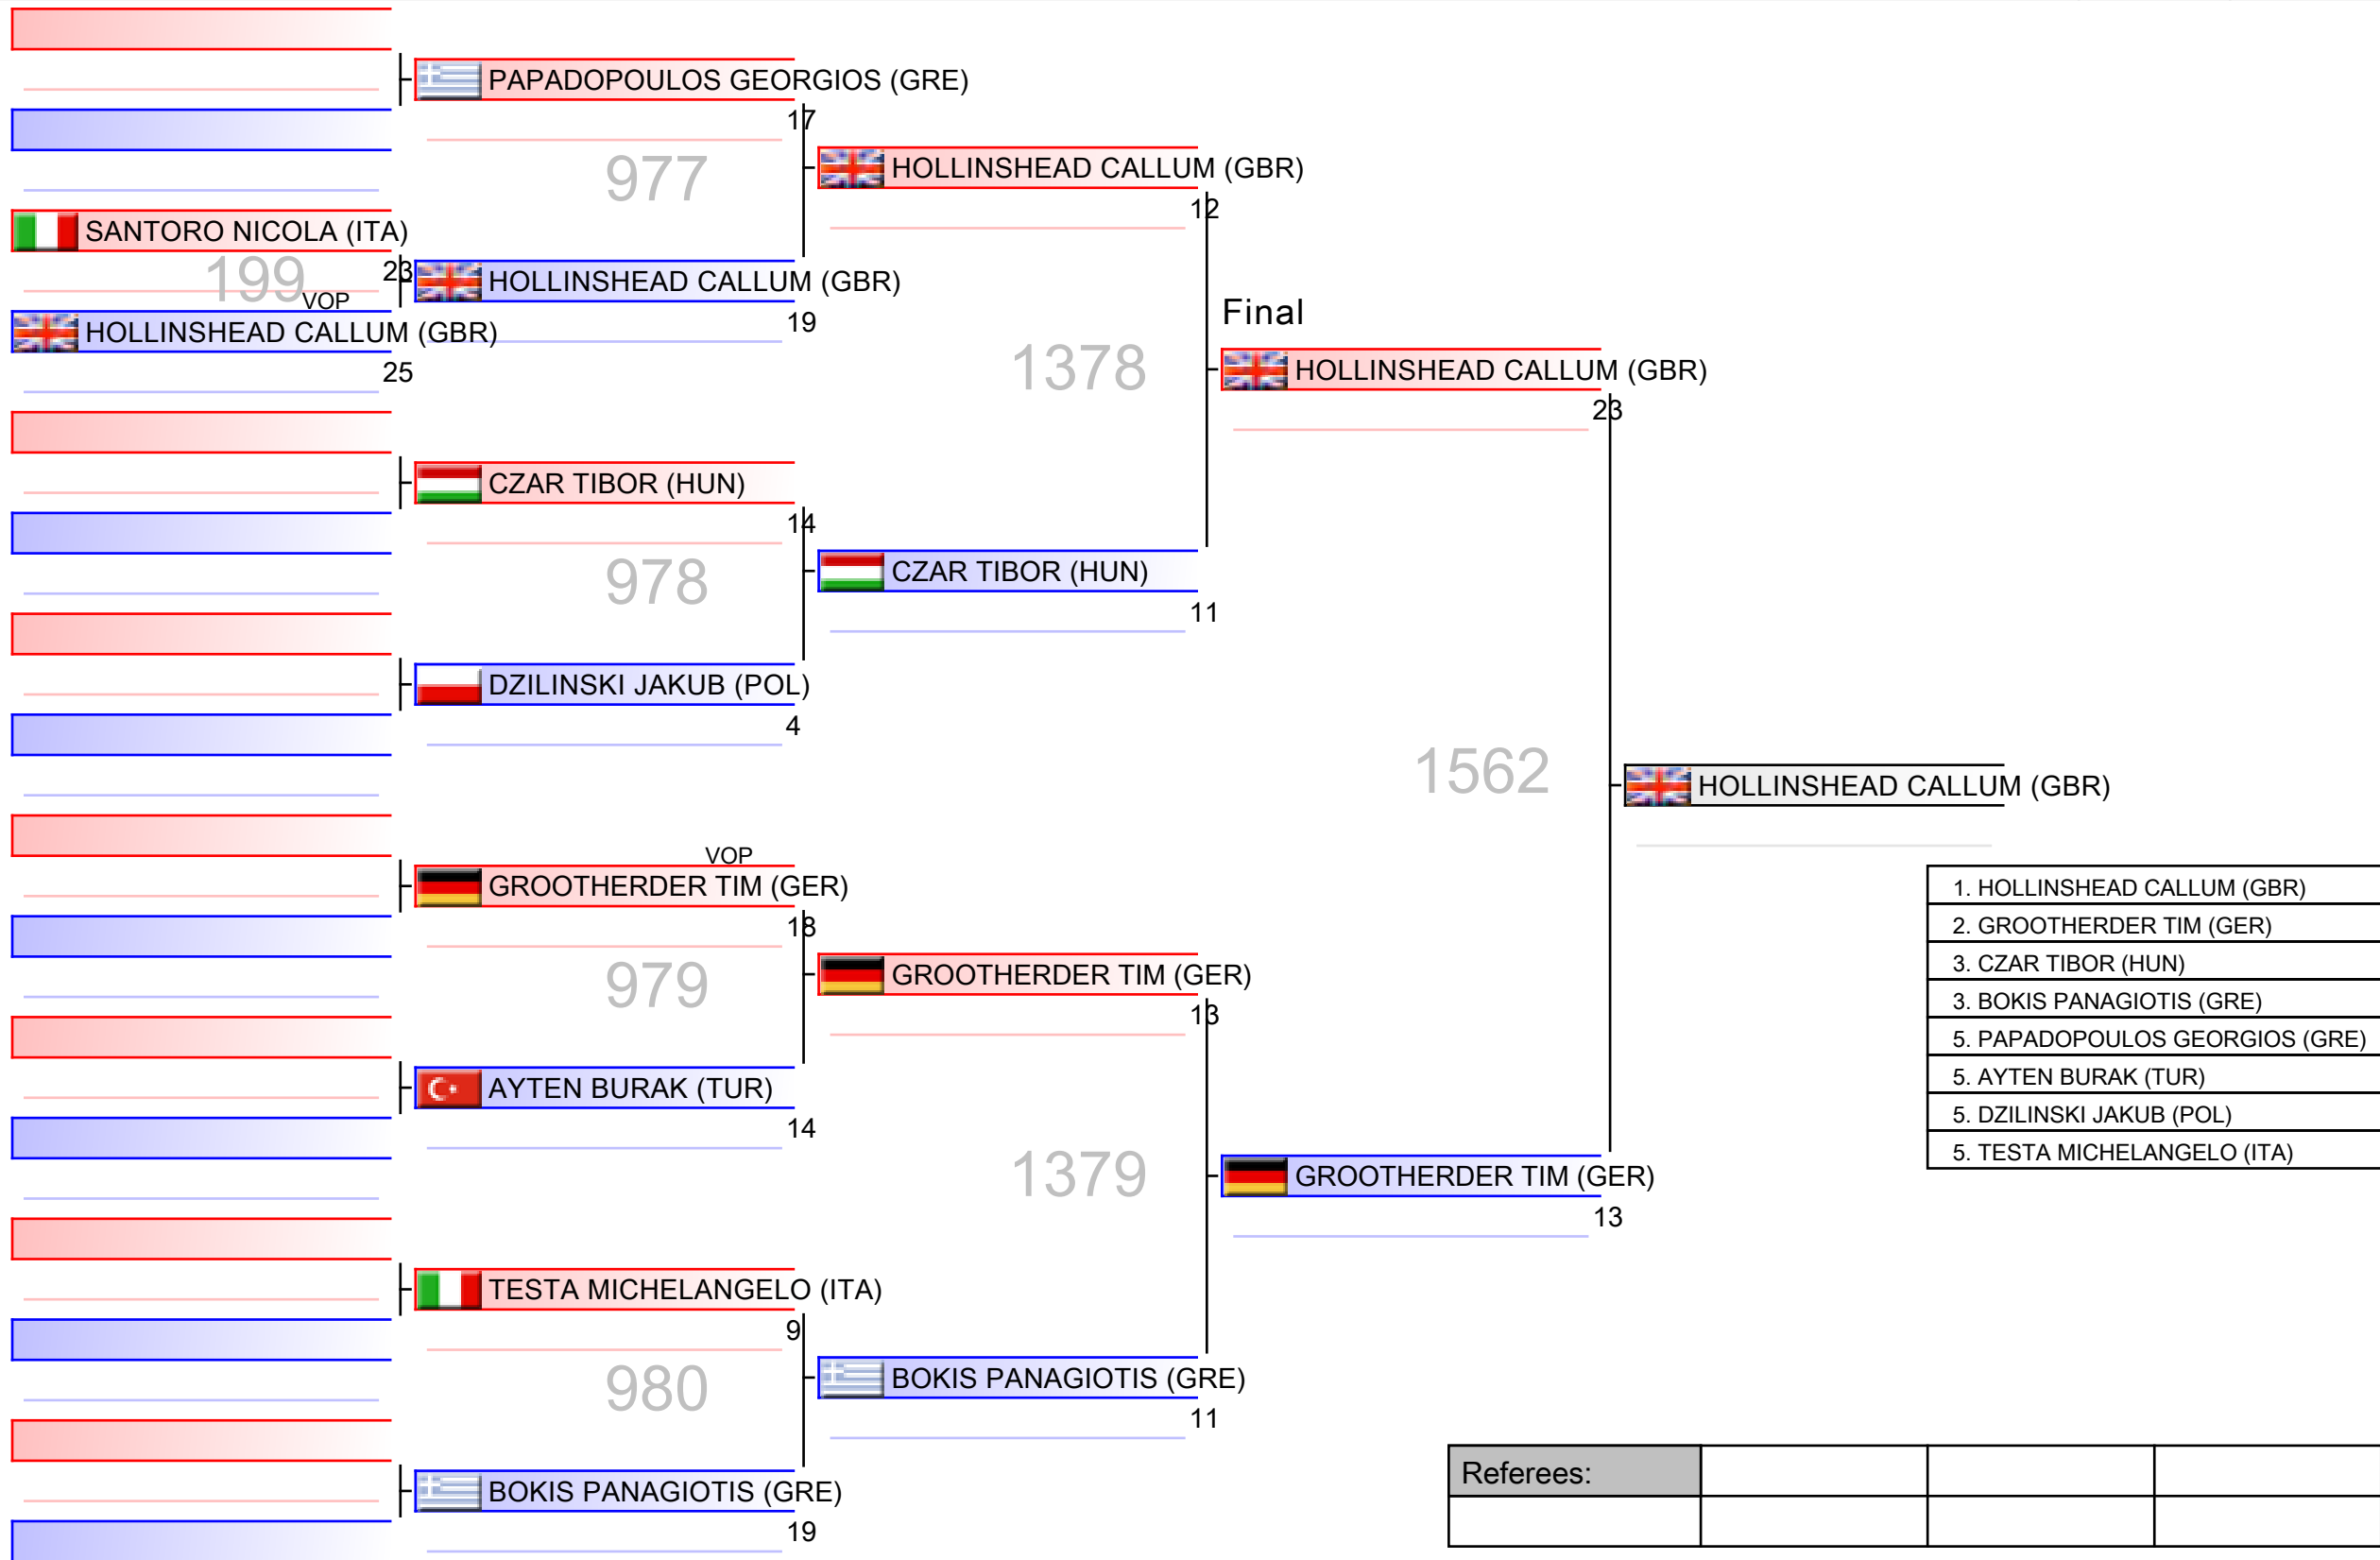 PAPADOPOULOS GEORGIOS (GRE)
17
977
HOLLINSHEAD CALLUM (GBR)
12
SANTORO NICOLA (ITA)
23
199
VOP
HOLLINSHEAD CALLUM (GBR)
19
HOLLINSHEAD CALLUM (GBR)
25
Final
1378
HOLLINSHEAD CALLUM (GBR)
23
CZAR TIBOR (HUN)
14
978
CZAR TIBOR (HUN)
11
DZILINSKI JAKUB (POL)
4
1562
HOLLINSHEAD CALLUM (GBR)
VOP
GROOTHERDER TIM (GER)
18
979
GROOTHERDER TIM (GER)
13
AYTEN BURAK (TUR)
14
1379
GROOTHERDER TIM (GER)
13
TESTA MICHELANGELO (ITA)
9
980
BOKIS PANAGIOTIS (GRE)
11
BOKIS PANAGIOTIS (GRE)
19
1. HOLLINSHEAD CALLUM (GBR)
2. GROOTHERDER TIM (GER)
3. CZAR TIBOR (HUN)
3. BOKIS PANAGIOTIS (GRE)
5. PAPADOPOULOS GEORGIOS (GRE)
5. AYTEN BURAK (TUR)
5. DZILINSKI JAKUB (POL)
5. TESTA MICHELANGELO (ITA)
Referees: